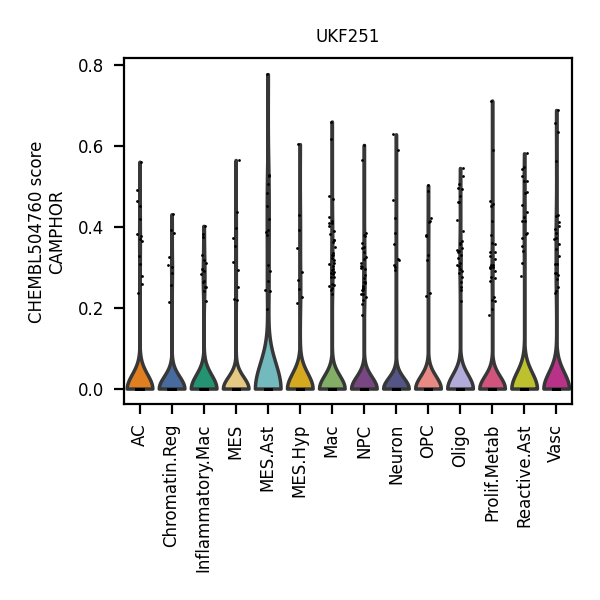 UKF251
CHEMBL504760 score
CAMPHOR
0.8
0.6
0.4
0.2
0.0
AC
Chromatin.Reg
Inflammatory.Mac
MES
MES.Ast
MES.Hyp
Mac
NPC
Neuron
OPC
Oligo
Prolif.Metab
Reactive.Ast
Vasc